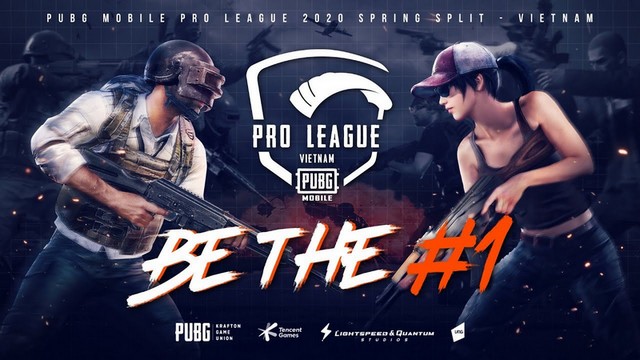 PUBG MOBILE PRO LEAGUE 2020 SPRING SPLIT - VIETNAM
PRO LEAGUE
VIETNAM
PUBG
MOBILE
BE THE #1
PUBG KRAFTON
GAME
UNION
Tencent
Games
LIGHTSPEED & QUANTUM
STUDIOS